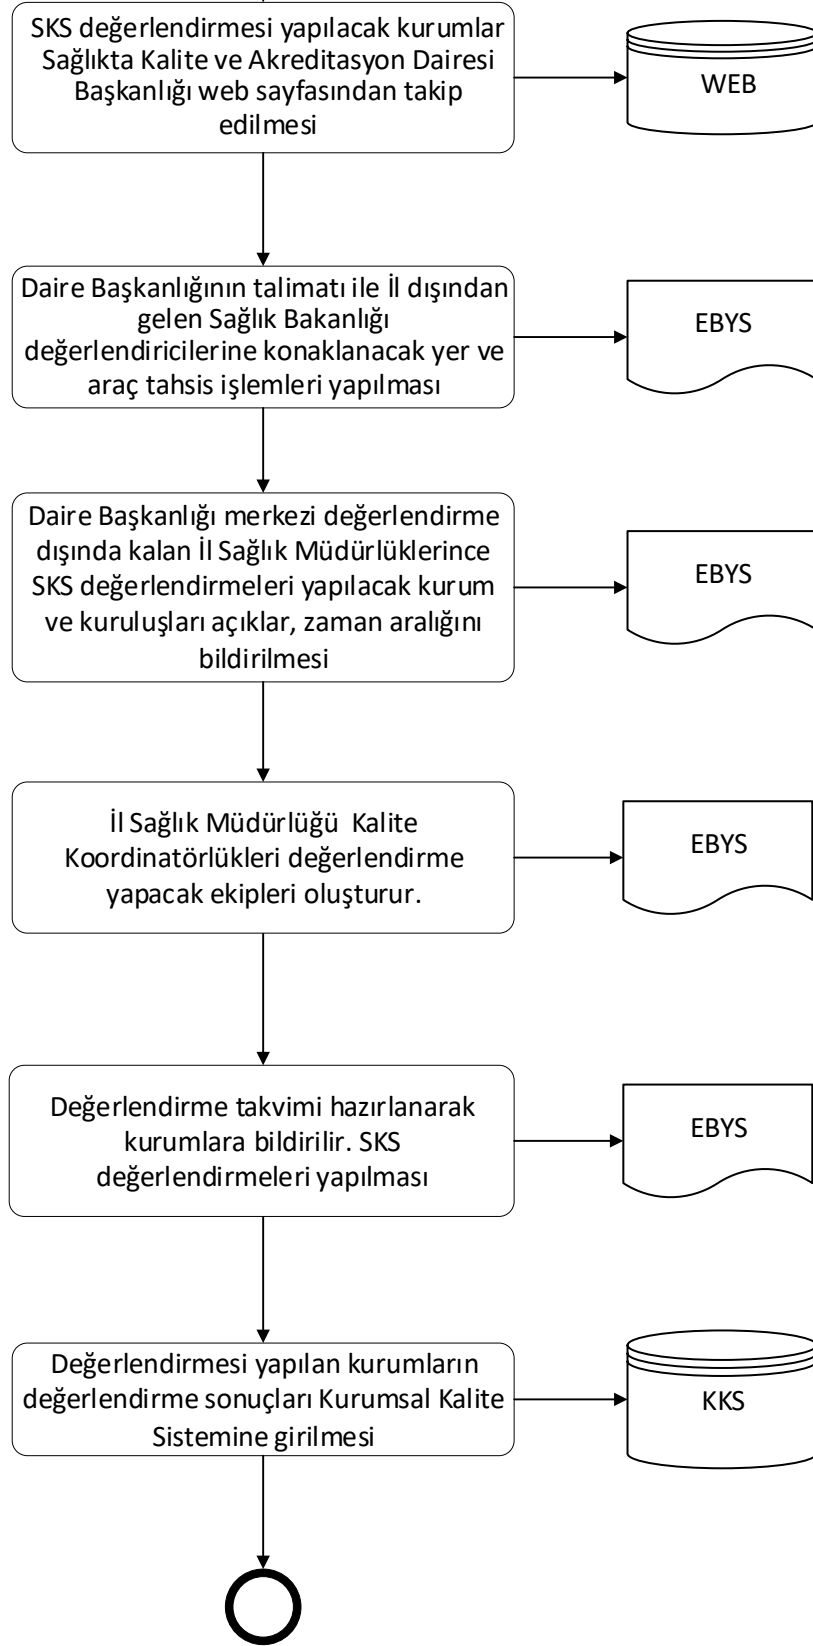 SKS değerlendirmesi yapılacak kurumlar
Sağlıkta Kalite ve Akreditasyon Dairesi
Başkanlığı web sayfasından takip
edilmesi
WEB
Daire Başkanlığının talimatı ile İl dışından
gelen Sağlık Bakanlığı
değerlendiricilerine konaklanacak yer ve
araç tahsis işlemleri yapılması
EBYS
Daire Başkanlığı merkezi değerlendirme
dışında kalan İl Sağlık Müdürlüklerince
SKS değerlendirmeleri yapılacak kurum
ve kuruluşları açıklar, zaman aralığını
bildirilmesi
EBYS
İl Sağlık Müdürlüğü Kalite
Koordinatörlükleri değerlendirme
yapacak ekipleri oluşturur.
EBYS
Değerlendirme takvimi hazırlanarak
kurumlara bildirilir. SKS
değerlendirmeleri yapılması
EBYS
Değerlendirmesi yapılan kurumların
değerlendirme sonuçları Kurumsal Kalite
Sistemine girilmesi
KKS